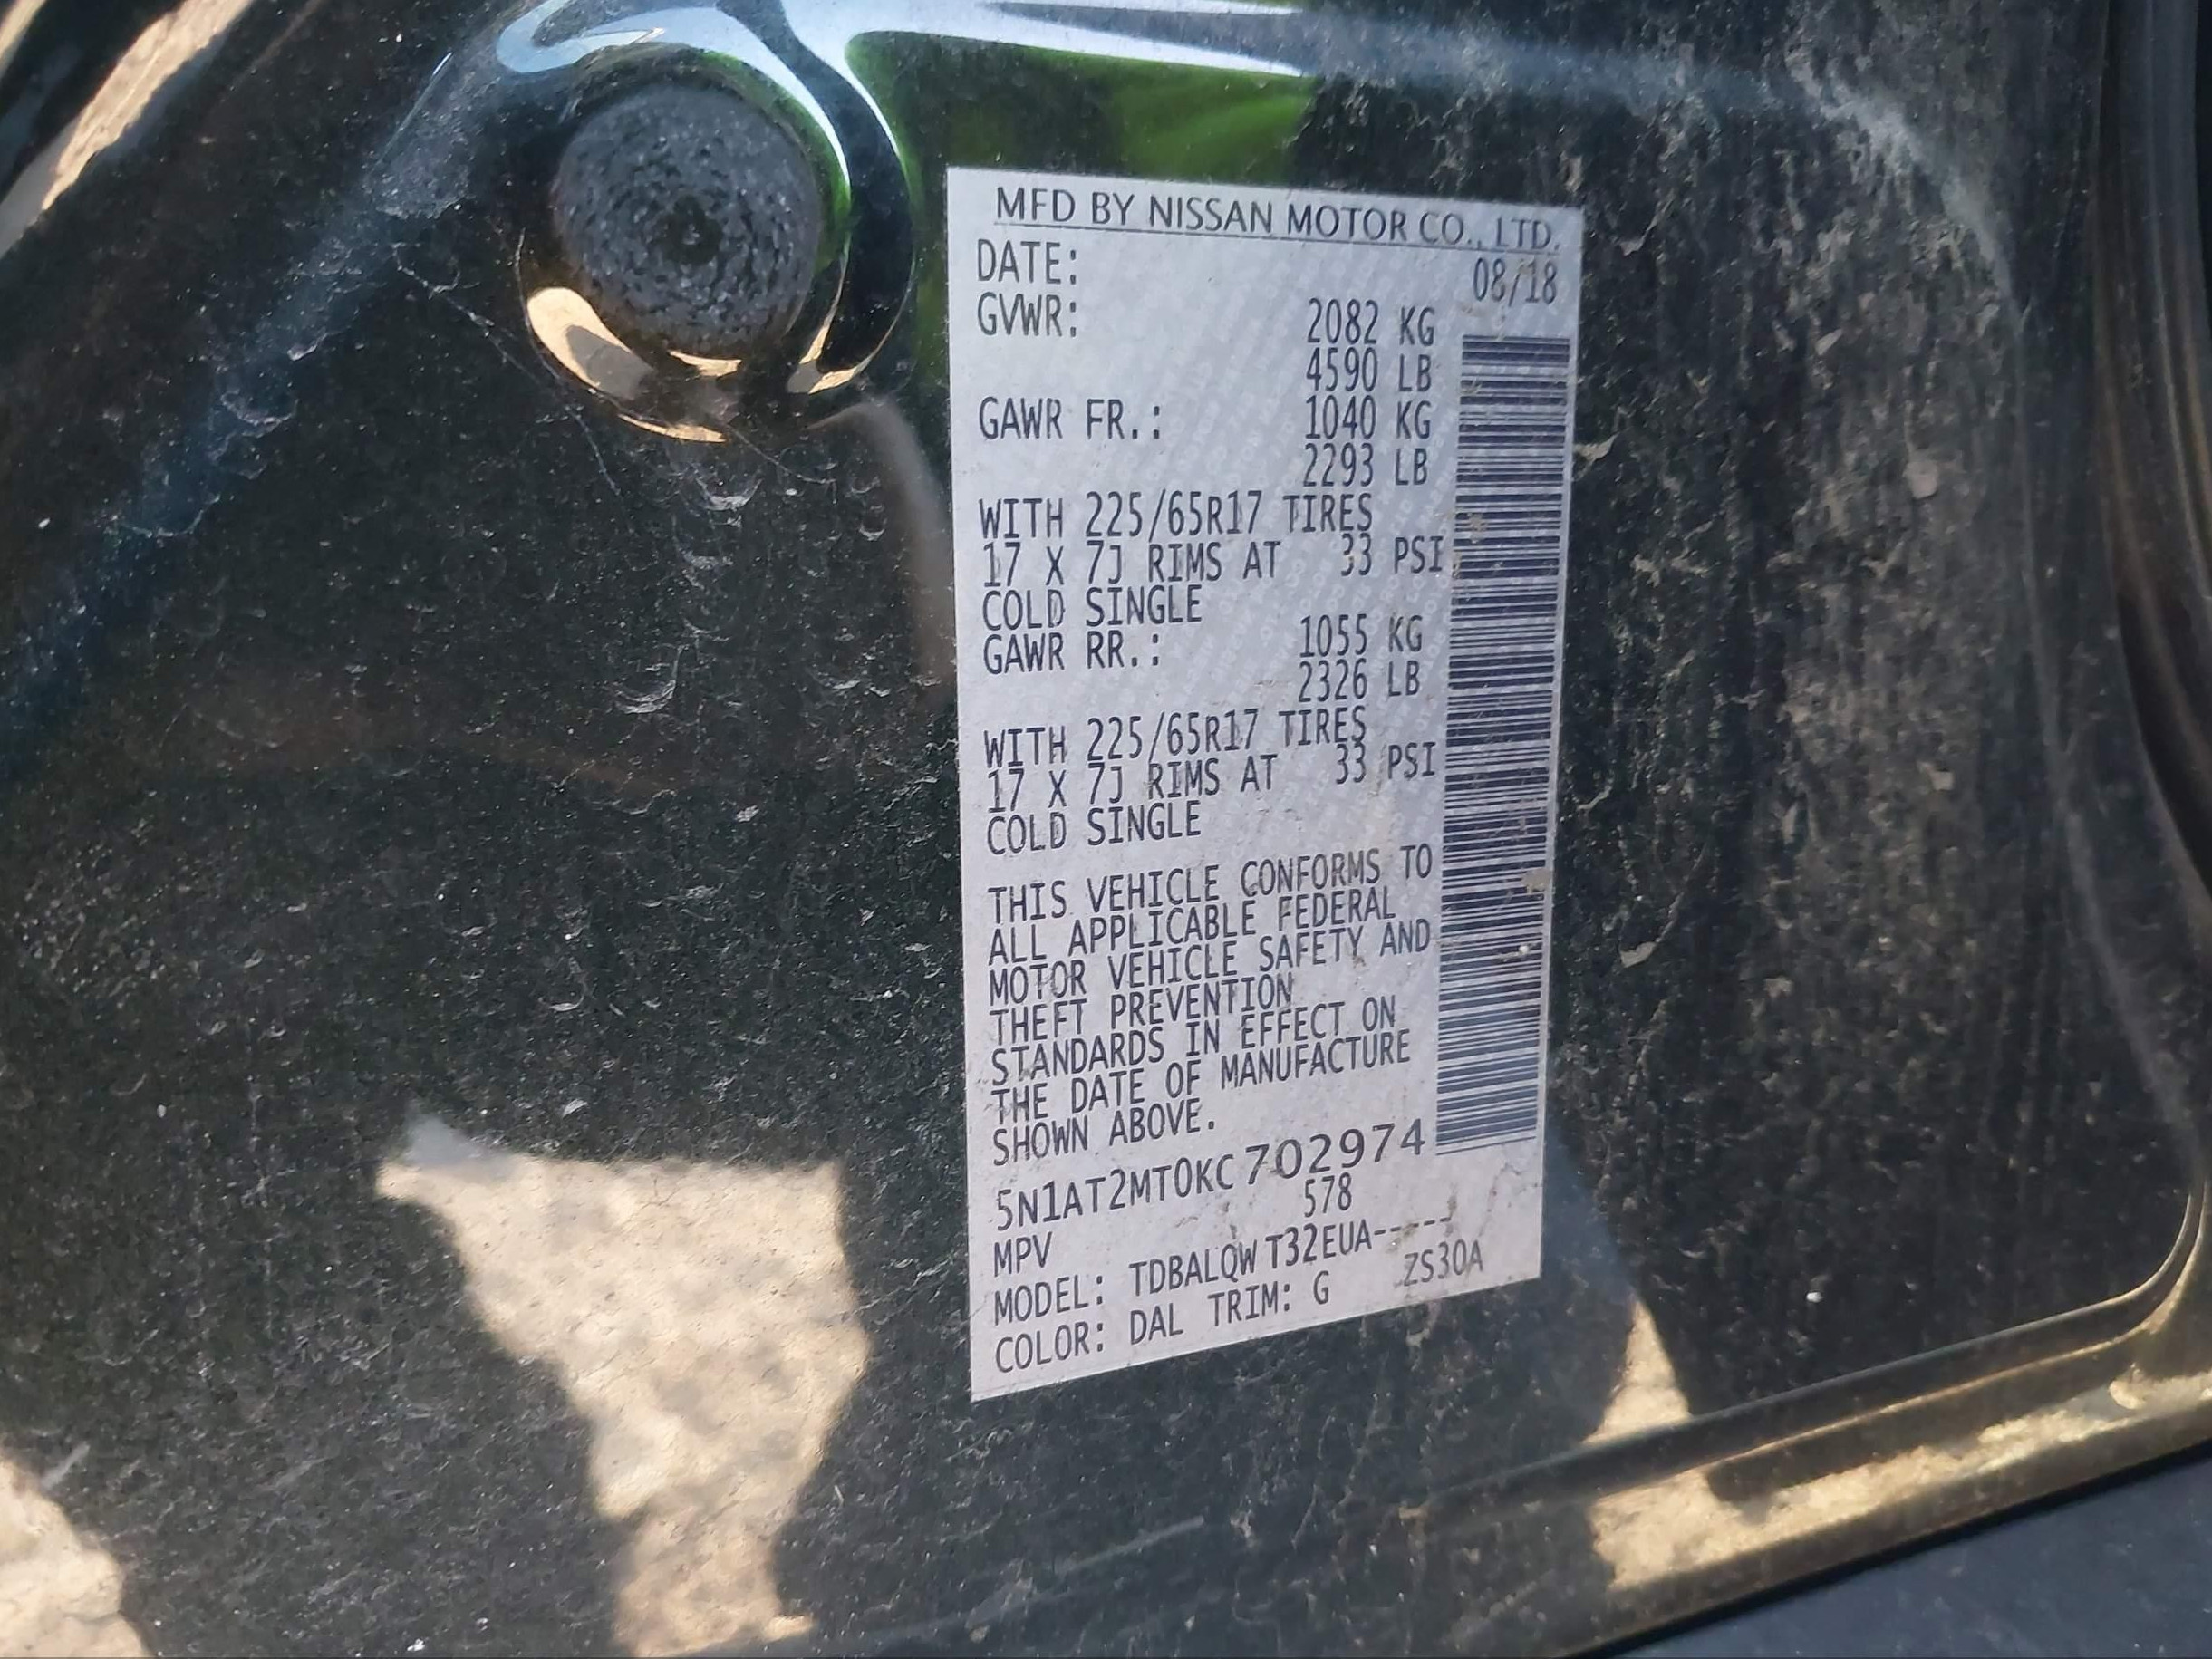 MFD BY NISSAN MOTOR CO., LTD.
DATE: 08/18
GVWR: 2082 KG
4590 LB
GAWR FR.: 1040 KG
2293 LB
WITH 225/65R17 TIRES
17 X 7J RIMS AT 33 PSI
COLD SINGLE
GAWR RR.: 1055 KG
2326 LB
WITH 225/65R17 TIRES
17 X 7J RIMS AT 33 PSI
COLD SINGLE
THIS VEHICLE CONFORMS TO
ALL APPLICABLE FEDERAL
MOTOR VEHICLE SAFETY AND
THEFT PREVENTION
STANDARDS IN EFFECT ON
THE DATE OF MANUFACTURE
SHOWN ABOVE.
5N1AT2MT0KC702974
MPV 578
MODEL: TDBALQW T32EUA-----
COLOR: DAL TRIM: G ZS30A